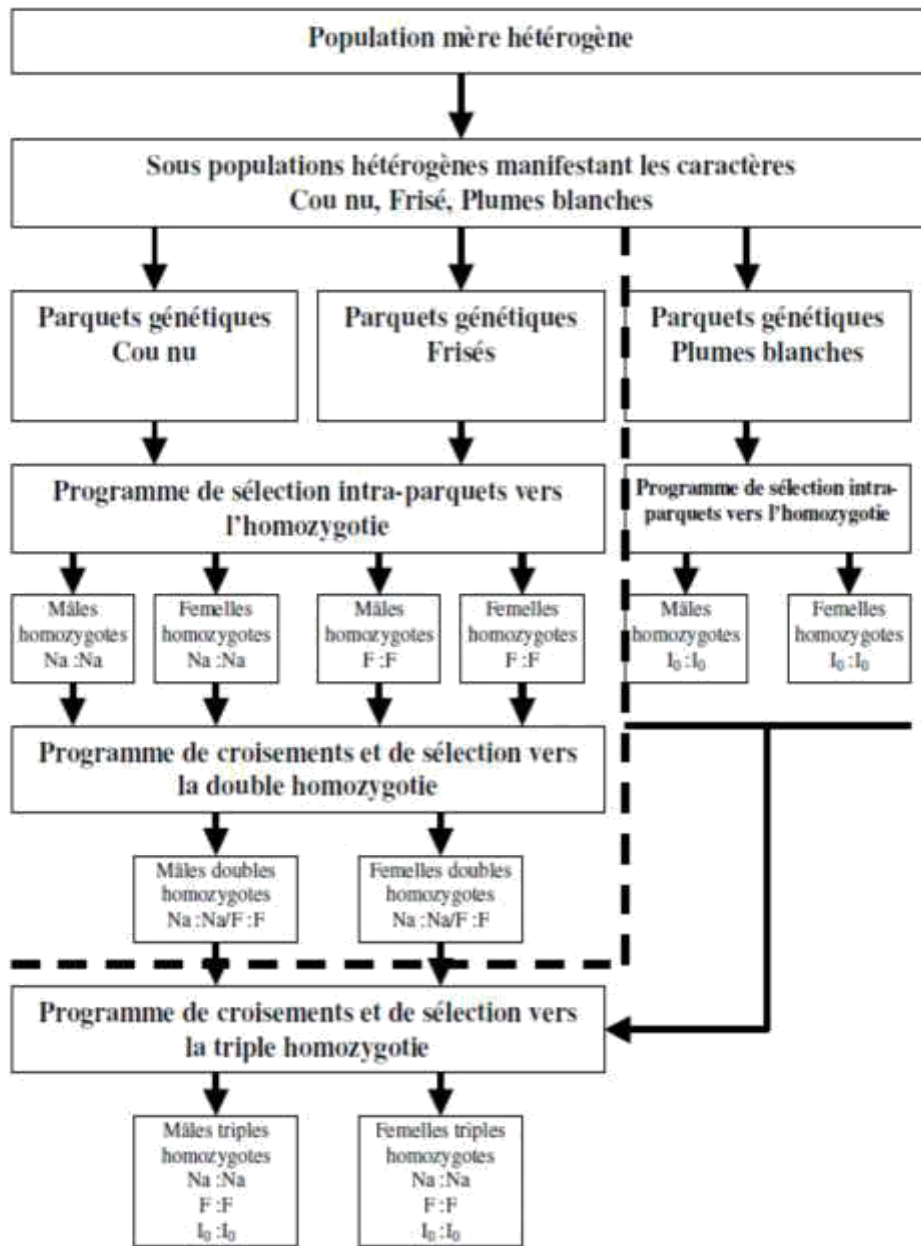 Population mère hétérogène
Sous populations hétérogènes manifestant les caractères
Cou nu, Frisé, Plumes blanches
Parquets génétiques
Cou nu
Parquets génétiques
Frisés
Parquets génétiques
Plumes blanches
Programme de sélection intra-parquets vers
l'homozygotie
Programme de sélection intra-
parquets vers l'homozygotie
Mâles
homozygotes
Na :Na
Femelles
homozygotes
Na :Na
Mâles
homozygotes
F :F
Femelles
homozygotes
F :F
Mâles
homozygotes
I₀ :I₀
Femelles
homozygotes
I₀ :I₀
Programme de croisements et de sélection vers
la double homozygotie
Mâles doubles
homozygotes
Na :Na/F :F
Femelles doubles
homozygotes
Na :Na/F :F
Programme de croisements et de sélection vers
la triple homozygotie
Mâles triples
homozygotes
Na :Na
F :F
I₀ :I₀
Femelles triples
homozygotes
Na :Na
F :F
I₀ :I₀